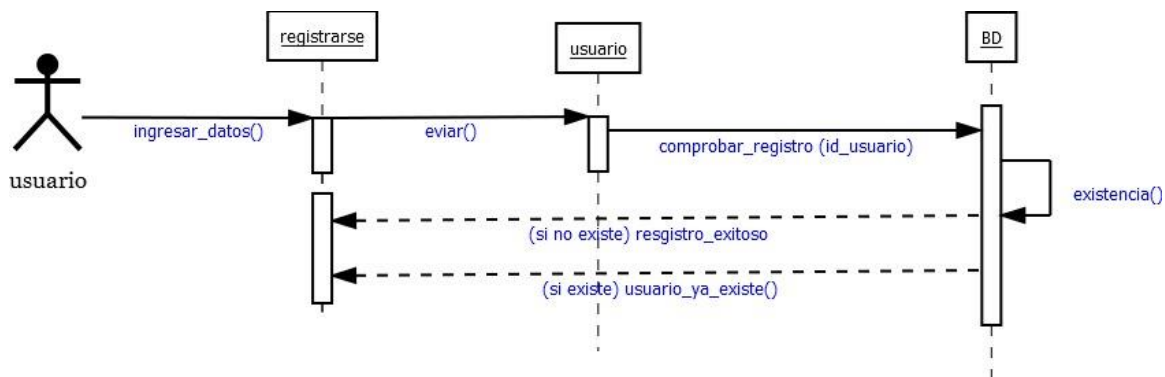 registrarse
usuario
BD
ingresar_datos()
eviar()
comprobar_registro (id_usuario)
usuario
existencia()
(si no existe) resgistro_exitoso
(si existe) usuario_ya_existe()